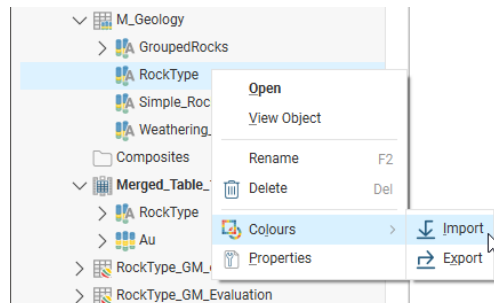 M_Geology
GroupedRocks
RockType
Open
View Object
Simple_Roc
Weathering_
Composites
Rename F2
Merged_Table_
Delete Del
RockType
Colours
Import
Au
Properties
Export
RockType_GM_
RockType_GM_Evaluation